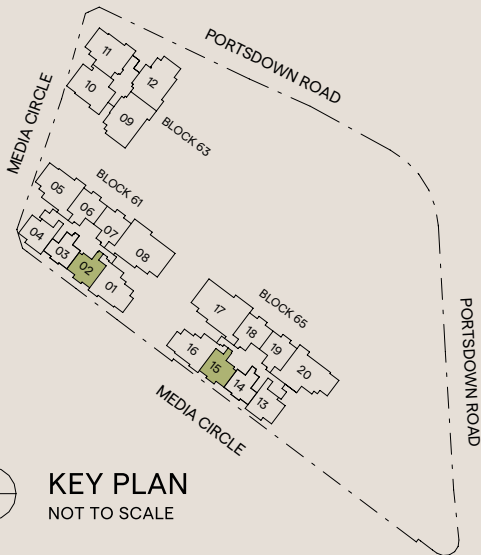 PORTSDOWN ROAD
MEDIA CIRCLE
11
12
10
09
BLOCK 63
BLOCK 61
05
06
07
08
04
03
02
01
BLOCK 65
17
18
19
20
16
15
14
13
MEDIA CIRCLE
PORTSDOWN ROAD
KEY PLAN
NOT TO SCALE